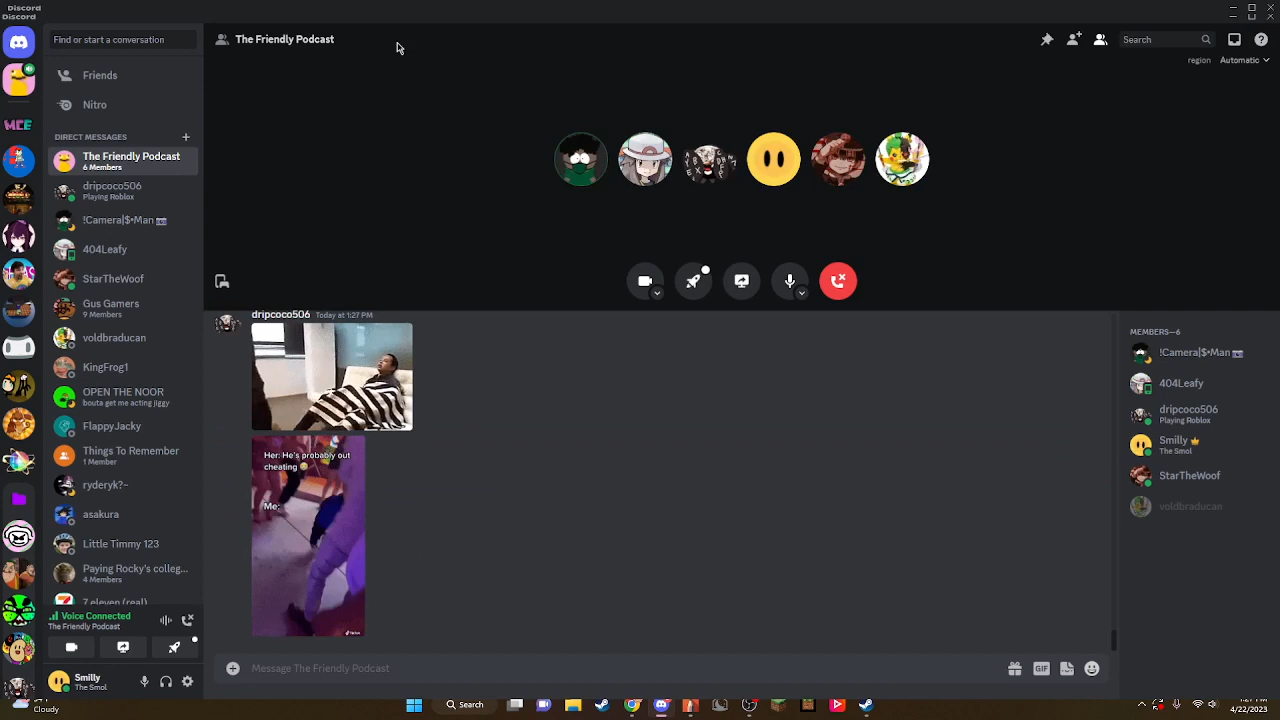 Discord
Discord
Find or start a conversation
Friends
Nitro
DIRECT MESSAGES
The Friendly Podcast
6 Members
dripcoco506
Playing Roblox
!Camera|$•Man
404Leafy
StarTheWoof
Gus Gamers
9 Members
voldbraducan
KingFrog1
OPEN THE NOOR
bouta get me acting jiggy
FlappyJacky
Things To Remember
1 Member
ryderyk?~
asakura
Little Timmy 123
Paying Rocky's colleg...
4 Members
7 eleven (real)
Voice Connected
The Friendly Podcast
Smilly
The Smol
The Friendly Podcast
Search
region Automatic
dripcoco506 Today at 1:27 PM
Her: He's probably out
cheating
Me:
TikTok
Message The Friendly Podcast
GIF
MEMBERS—6
!Camera|$•Man
404Leafy
dripcoco506
Playing Roblox
Smilly
The Smol
StarTheWoof
voldbraducan
Cloudy
Search
4/22/2023